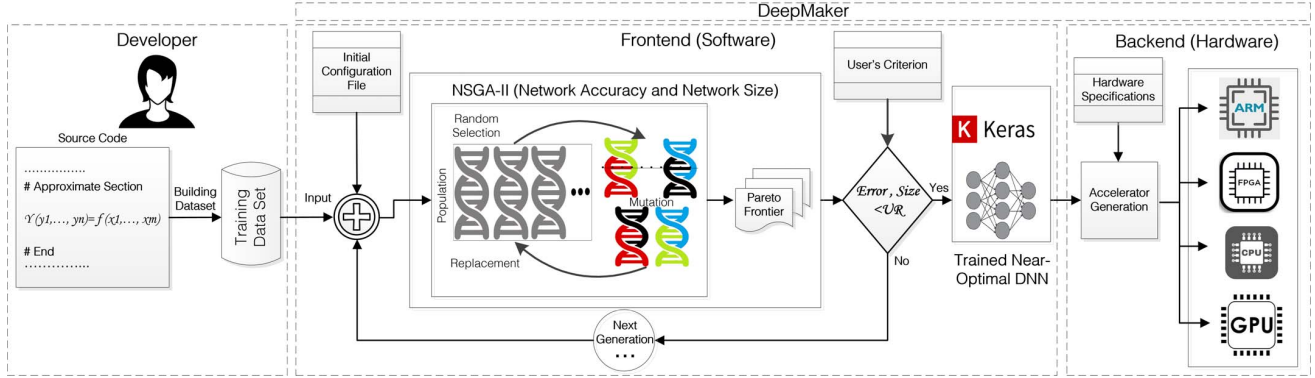 DeepMaker
Developer
Source Code
................
# Approximate Section
Y (y1,…, yn)= f (x1,…, xm)
# End
…………...
Building
Dataset
Training
Data Set
Input
Frontend (Software)
Initial
Configuration
File
NSGA-II (Network Accuracy and Network Size)
Population
Random
Selection
...
Mutation
Replacement
Pareto
Frontier
User's Criterion
Error , Size
<UR
Yes
No
Next
Generation
...
K Keras
Trained Near-
Optimal DNN
Backend (Hardware)
Hardware
Specifications
Accelerator
Generation
ARM
FPGA
CPU
GPU